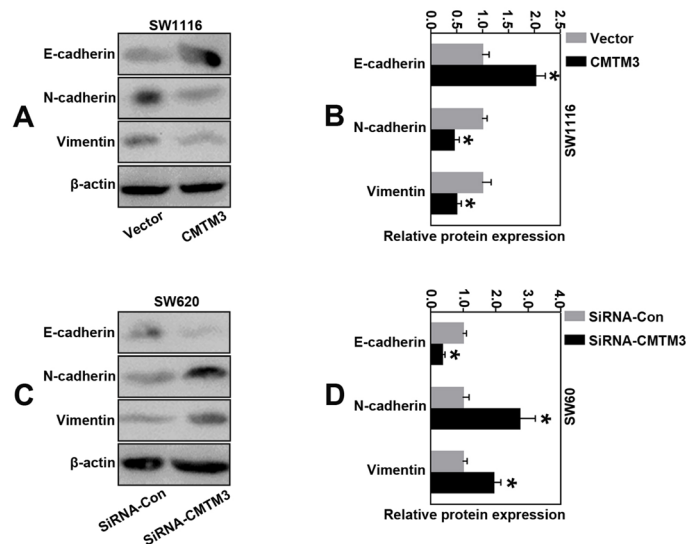 SW1116
E-cadherin
N-cadherin
Vimentin
β-actin
Vector
CMTM3
A
0.0 0.5 1.0 1.5 2.0 2.5
Vector
CMTM3
E-cadherin
*
N-cadherin
*
Vimentin
*
SW1116
Relative protein expression
B
SW620
E-cadherin
N-cadherin
Vimentin
β-actin
SiRNA-Con
SiRNA-CMTM3
C
0.0 1.0 2.0 3.0 4.0
SiRNA-Con
SiRNA-CMTM3
E-cadherin
*
N-cadherin
*
Vimentin
*
SW60
Relative protein expression
D